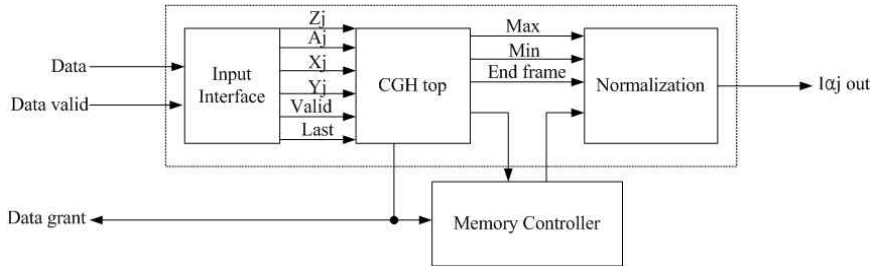 Data
Data valid
Input
Interface
Zj
Aj
Xj
Yj
Valid
Last
CGH top
Max
Min
End frame
Normalization
Iαj out
Data grant
Memory Controller